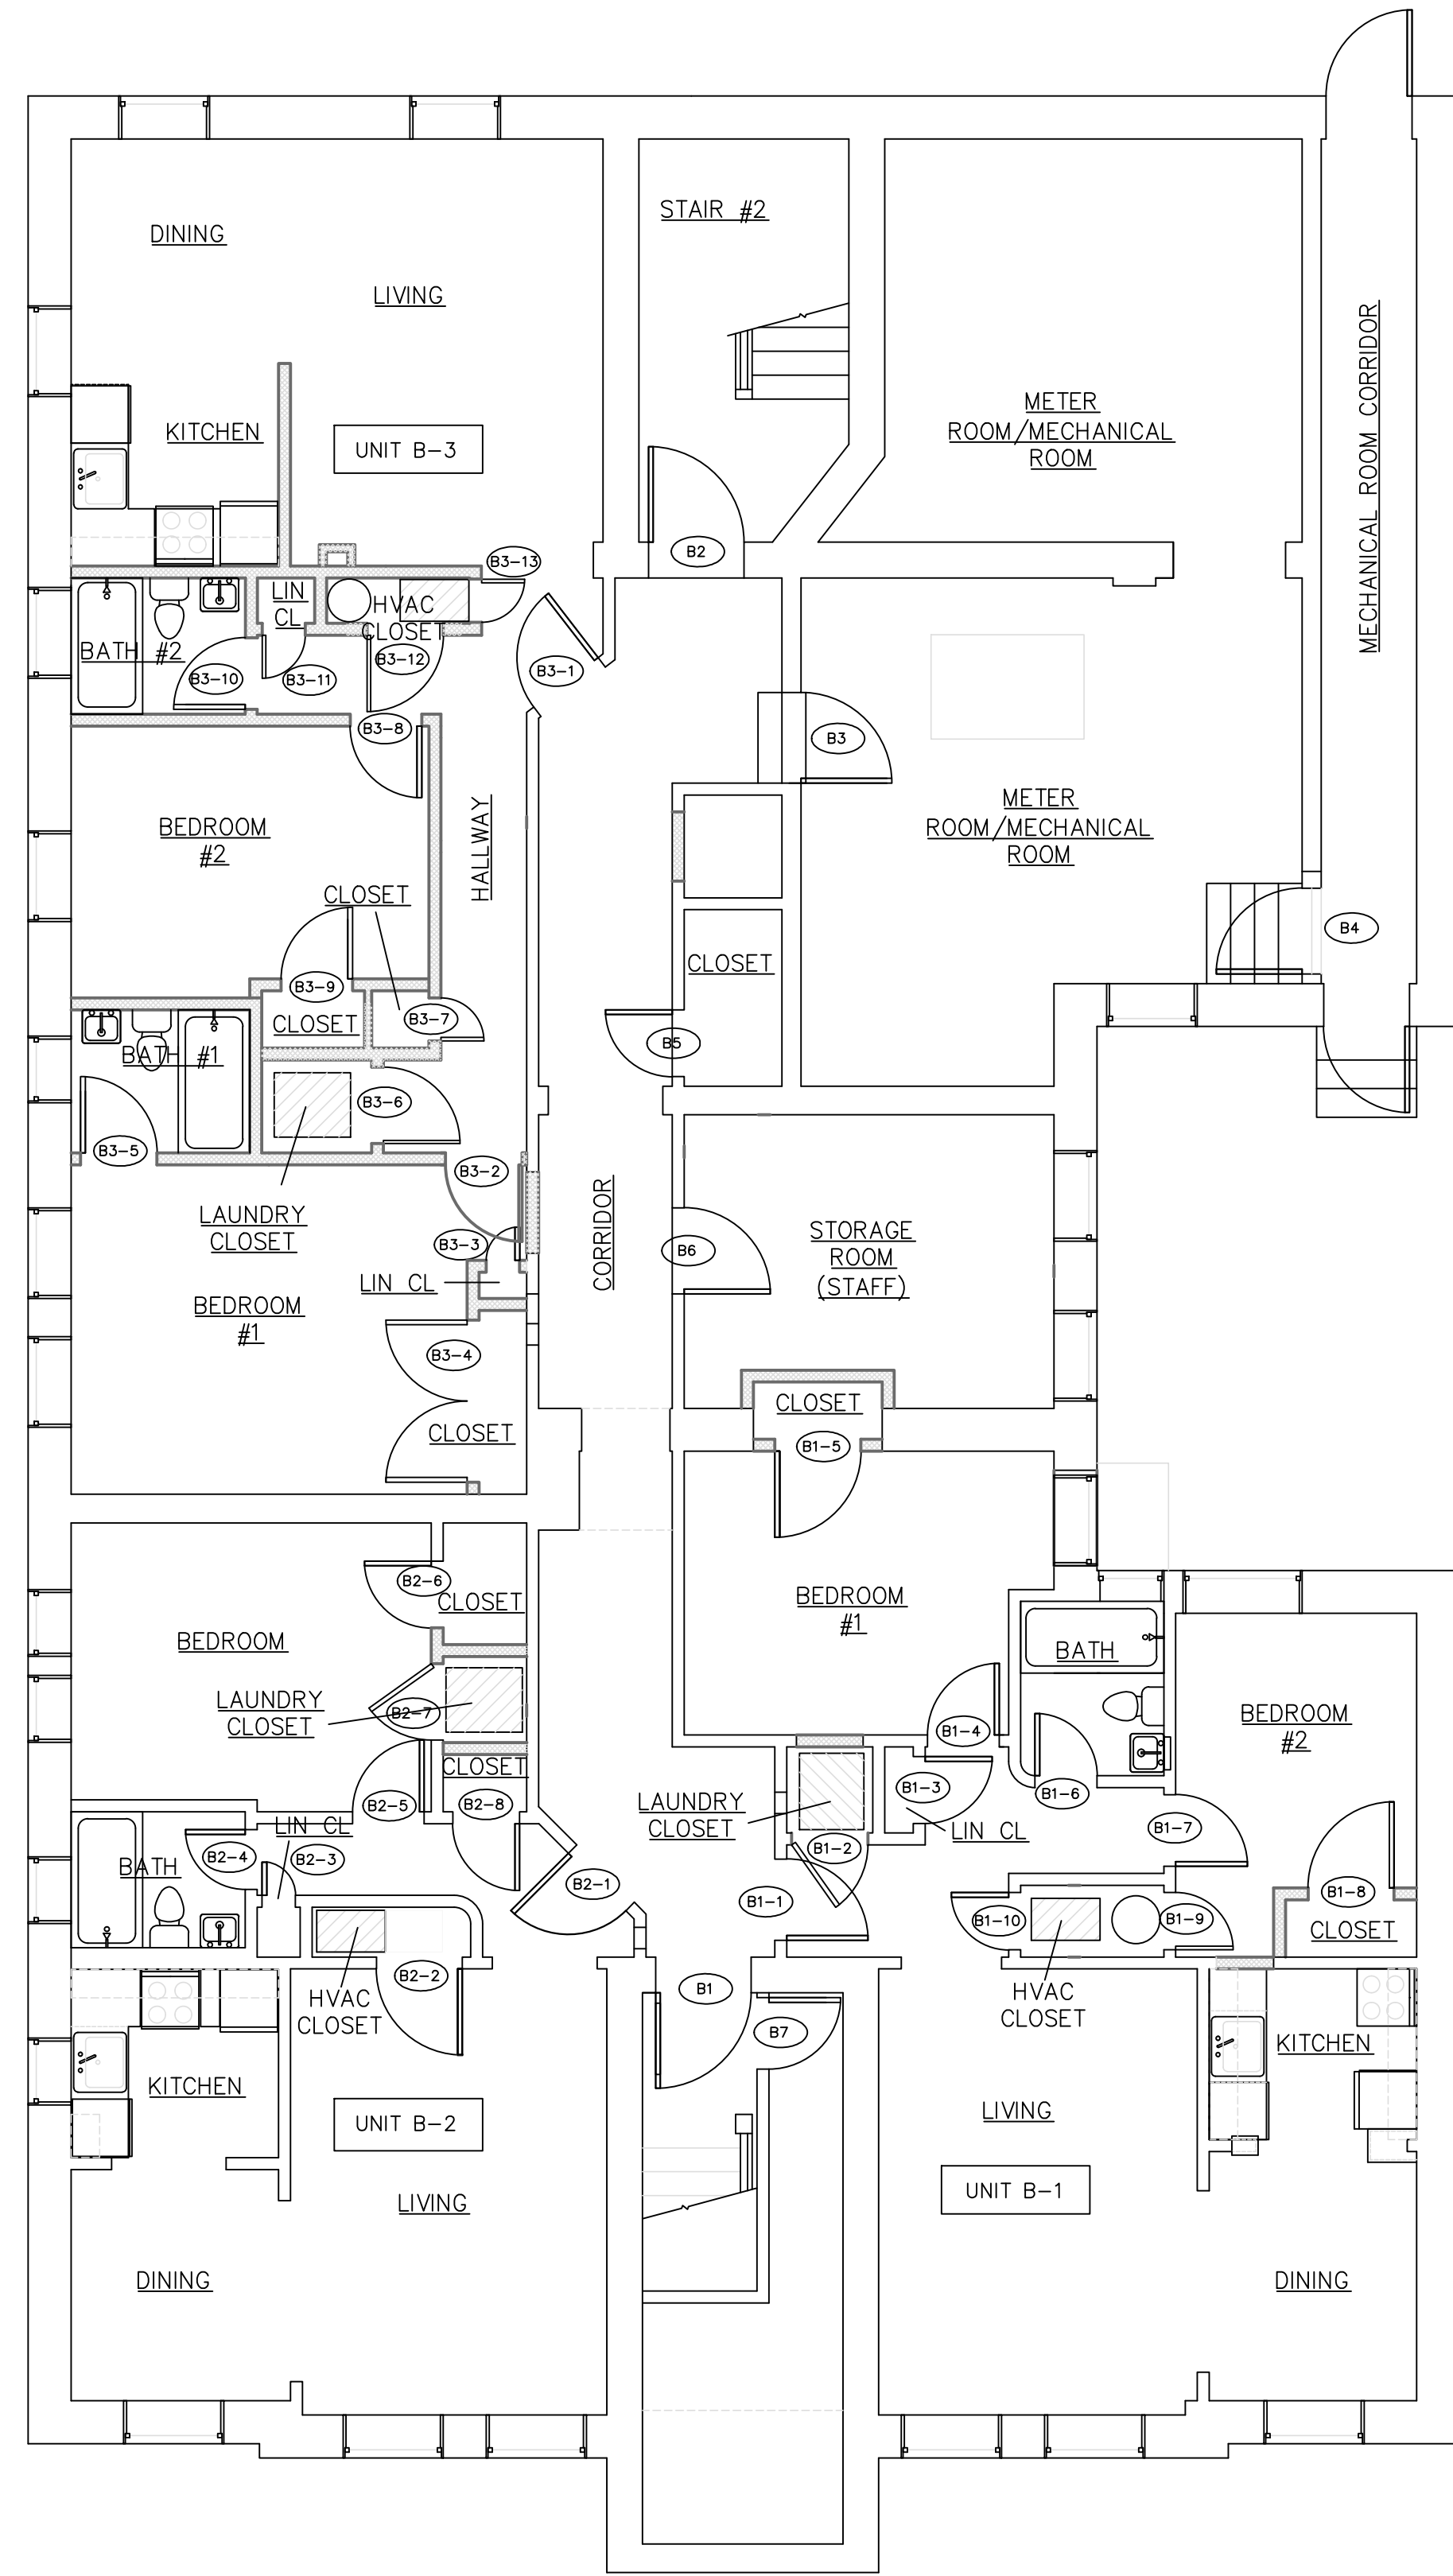 STAIR #2
DINING
LIVING
MECHANICAL ROOM CORRIDOR
METER
ROOM/MECHANICAL
ROOM
KITCHEN
UNIT B-3
B2
B3-13
LIN
CL
HVAC
CLOSET
BATH #2
B3-10
B3-11
B3-12
B3-1
B3-8
B3
METER
ROOM/MECHANICAL
ROOM
BEDROOM
#2
HALLWAY
CLOSET
B4
CLOSET
B3-9
CLOSET
B3-7
B5
BATH #1
B3-6
B3-5
B3-2
LAUNDRY
CLOSET
CORRIDOR
B3-3
B6
STORAGE
ROOM
(STAFF)
LIN CL
BEDROOM
#1
B3-4
CLOSET
CLOSET
B1-5
B2-6
CLOSET
BEDROOM
BEDROOM
#1
BATH
LAUNDRY
CLOSET
B2-7
B1-4
BEDROOM
#2
CLOSET
B2-5
B2-8
B1-3
B1-6
LAUNDRY
CLOSET
LIN CL
B1-7
LIN CL
B2-4
B2-3
BATH
B1-2
B2-1
B1-1
B1-10
B1-9
B1-8
CLOSET
B2-2
B1
HVAC
CLOSET
HVAC
CLOSET
B7
KITCHEN
KITCHEN
UNIT B-2
LIVING
UNIT B-1
LIVING
DINING
DINING